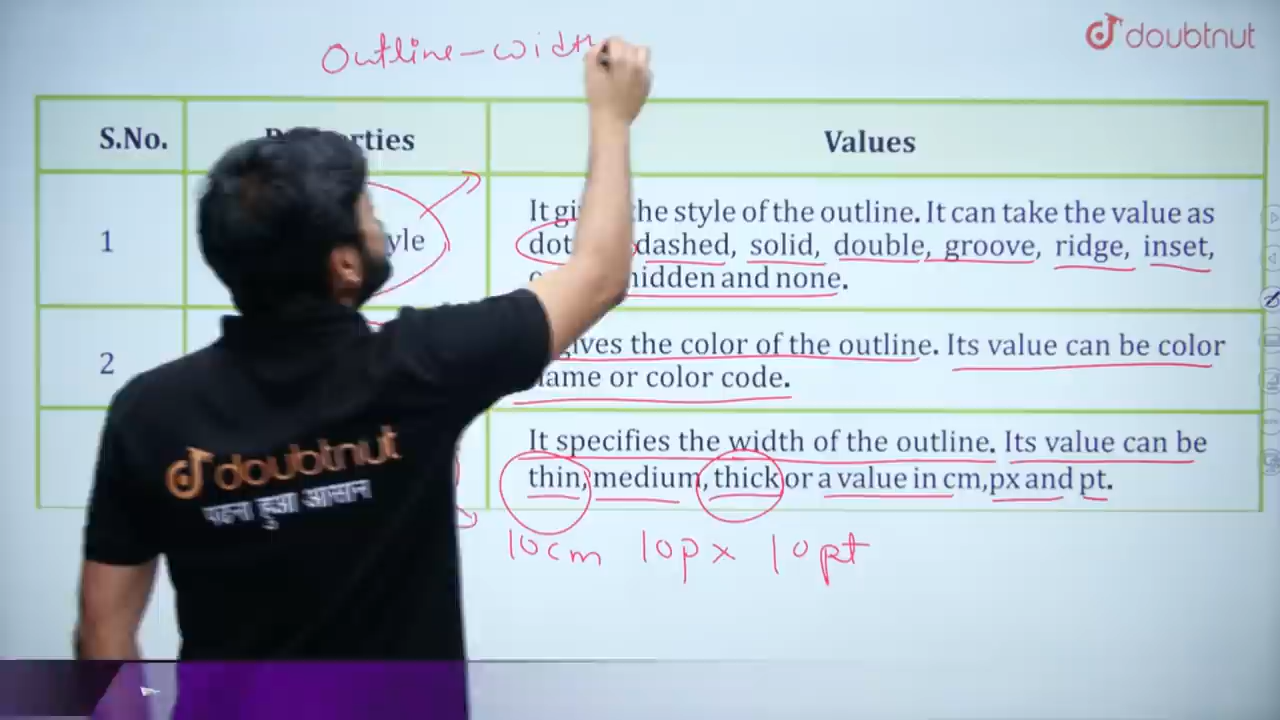 Outline-width
doubtnut
S.No.
Values
1
yle
It the style of the outline. It can take the value as
dashed, solid, double, groove, ridge, inset,
hidden and none.
2
gives the color of the outline. Its value can be color
name or color code.
It specifies the width of the outline. Its value can be
thin, medium, thick or a value in cm,px and pt.
10cm 10px 10pt
doubtnut
पढना हुआ आसान